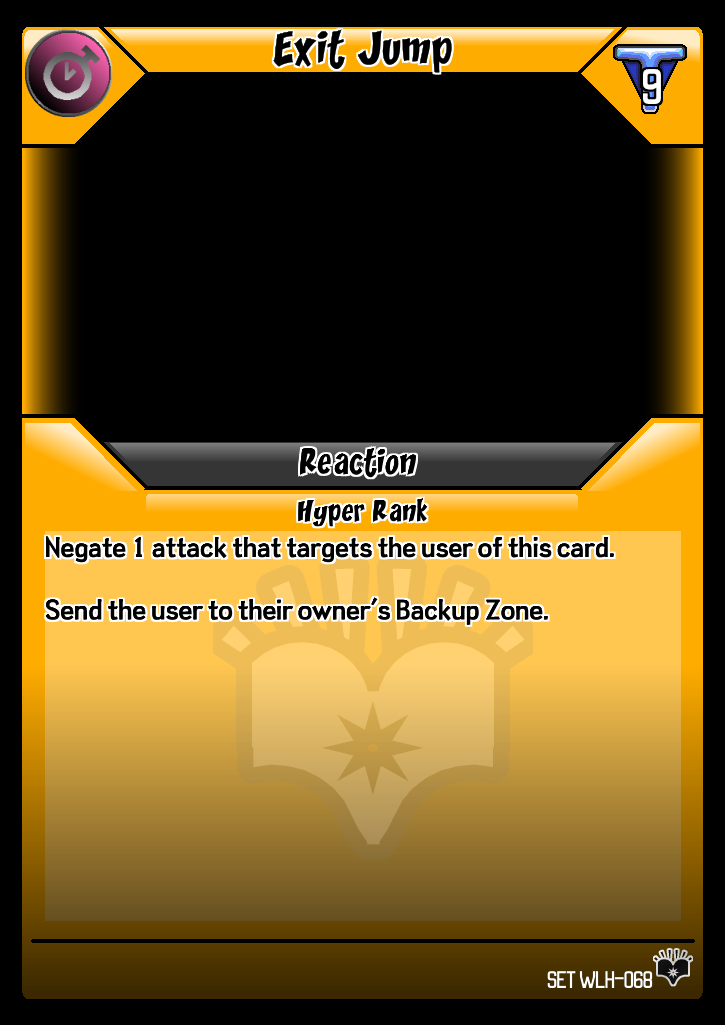 Exit Jump
9
Reaction
Hyper Rank
Negate 1 attack that targets the user of this card.
Send the user to their owner's Backup Zone.
SET WLH-068